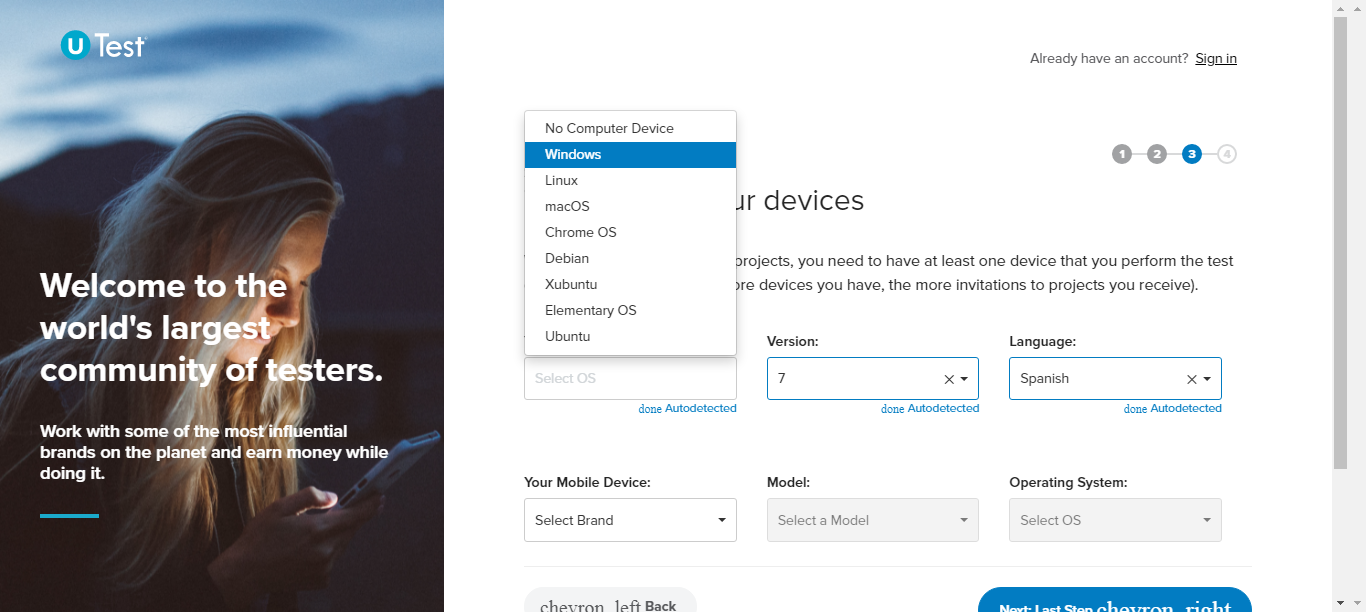 U Test
Already have an account? Sign in
No Computer Device
Windows
Linux
macOS
Chrome OS
Debian
Xubuntu
Elementary OS
Ubuntu
1 2 3 4
ur devices
rojects, you need to have at least one device that you perform the test
ore devices you have, the more invitations to projects you receive).
Welcome to the
world's largest
community of testers.
Work with some of the most influential
brands on the planet and earn money while
doing it.
Version:
Language:
Select OS
7
Spanish
done Autodetected
done Autodetected
done Autodetected
Your Mobile Device:
Model:
Operating System:
Select Brand
Select a Model
Select OS
chevron_left Back
Next: Last Step chevron_right